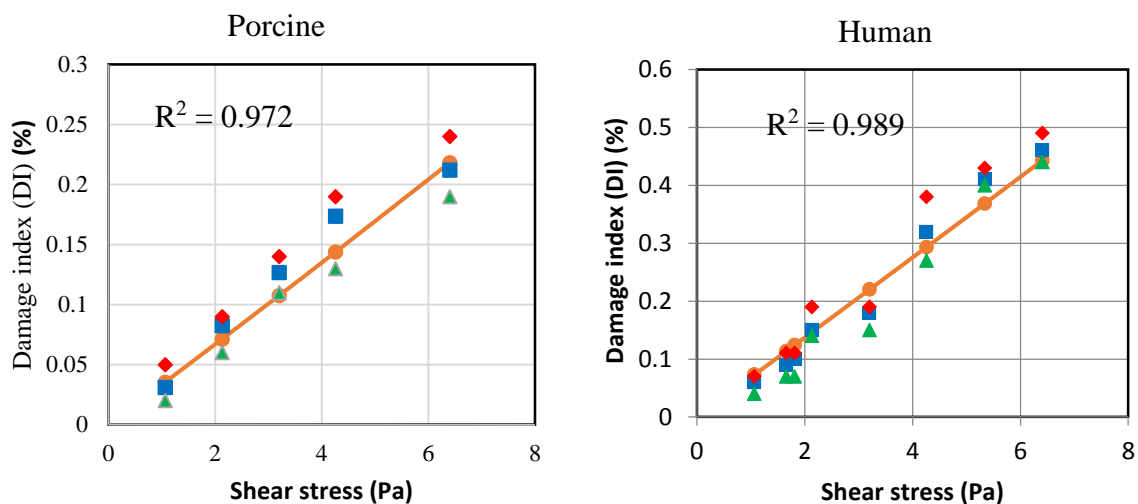 Porcine
R² = 0.972
Damage index (DI) (%)
0.3
0.25
0.2
0.15
0.1
0.05
0
0 2 4 6 8
Shear stress (Pa)
Human
R² = 0.989
Damage index (DI) (%)
0.6
0.5
0.4
0.3
0.2
0.1
0
0 2 4 6 8
Shear stress (Pa)